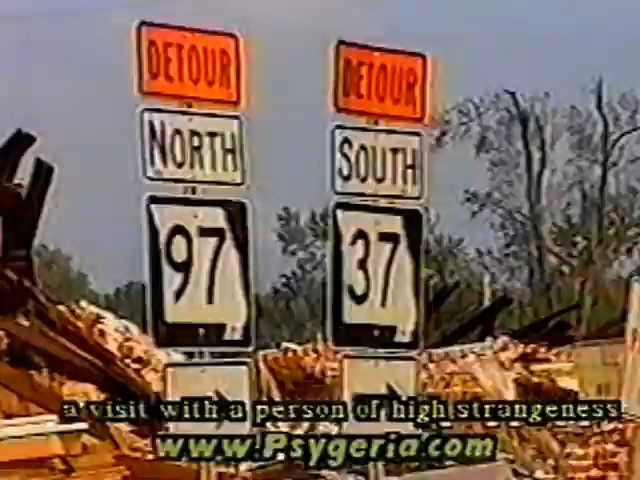 DETOUR
NORTH
97
DETOUR
SOUTH
37
a visit with a person of high strangeness
www.Psygeria.com